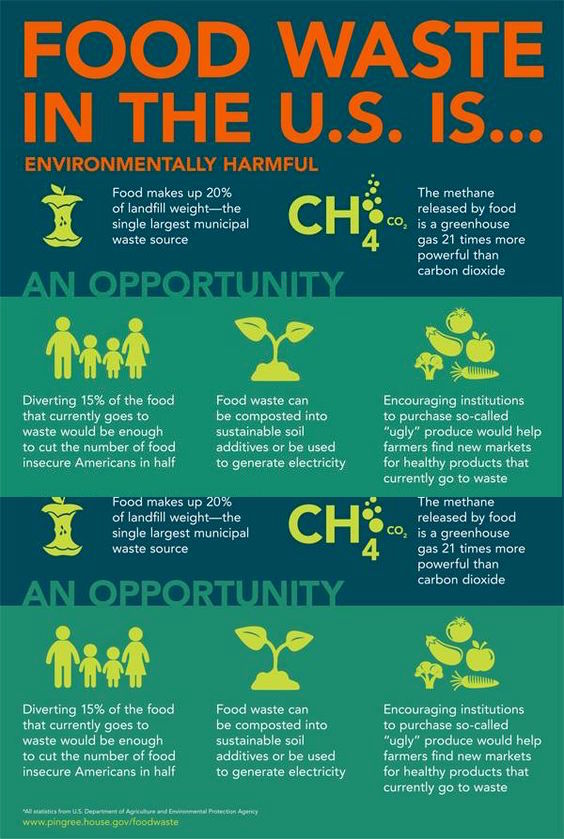 FOOD WASTE
IN THE U.S. IS...
ENVIRONMENTALLY HARMFUL
Food makes up 20%
of landfill weight—the
single largest municipal
waste source
CH4
CO2
The methane
released by food
is a greenhouse
gas 21 times more
powerful than
carbon dioxide
AN OPPORTUNITY
Diverting 15% of the food
that currently goes to
waste would be enough
to cut the number of food
insecure Americans in half
Food waste can
be composted into
sustainable soil
additives or be used
to generate electricity
Encouraging institutions
to purchase so-called
“ugly” produce would help
farmers find new markets
for healthy products that
currently go to waste
Food makes up 20%
of landfill weight—the
single largest municipal
waste source
CH4
CO2
The methane
released by food
is a greenhouse
gas 21 times more
powerful than
carbon dioxide
AN OPPORTUNITY
Diverting 15% of the food
that currently goes to
waste would be enough
to cut the number of food
insecure Americans in half
Food waste can
be composted into
sustainable soil
additives or be used
to generate electricity
Encouraging institutions
to purchase so-called
“ugly” produce would help
farmers find new markets
for healthy products that
currently go to waste
*All statistics from U.S. Department of Agriculture and Environmental Protection Agency
www.pingree.house.gov/foodwaste